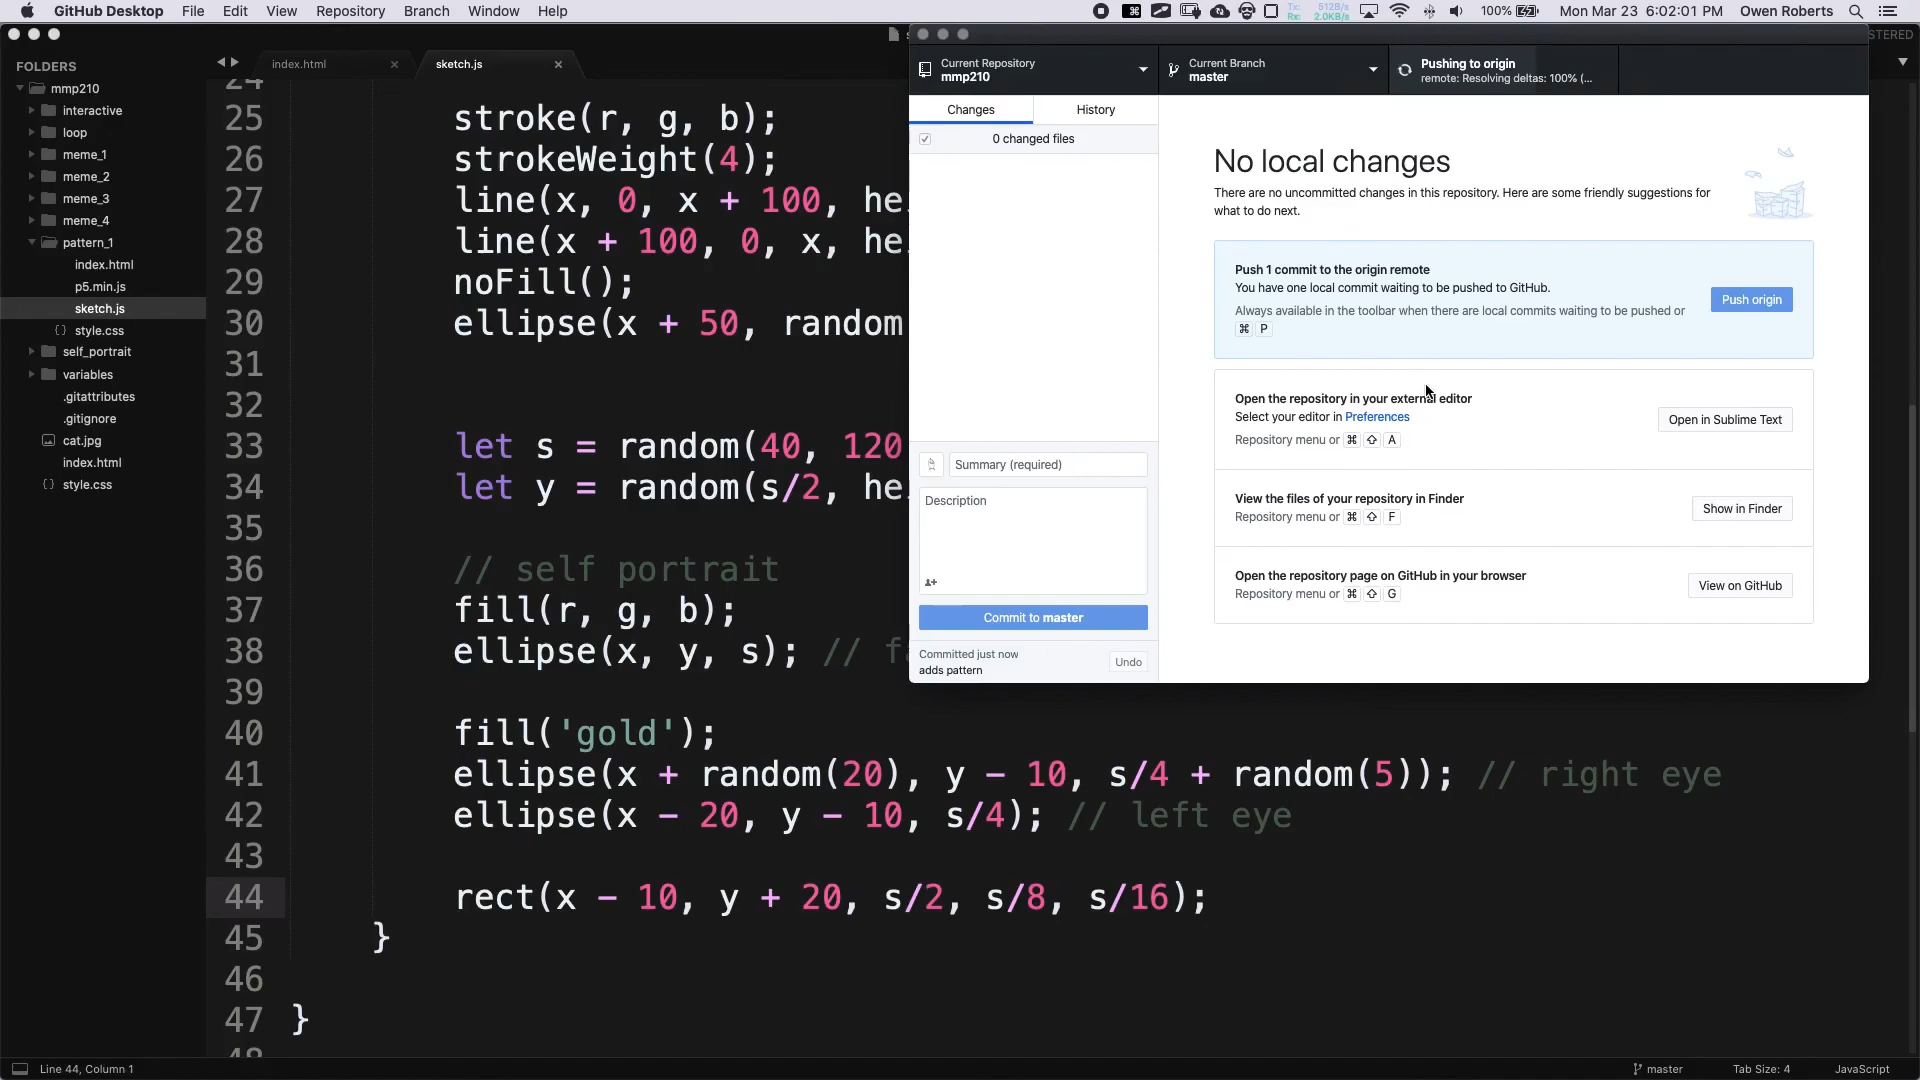 GitHub Desktop File Edit View Repository Branch Window Help
Tx: 512B/s
Rx: 2.0KB/s
100% Mon Mar 23 6:02:01 PM Owen Roberts
FOLDERS
mmp210
interactive
loop
meme_1
meme_2
meme_3
meme_4
pattern_1
index.html
p5.min.js
sketch.js
{} style.css
self_portrait
variables
.gitattributes
.gitignore
cat.jpg
index.html
{} style.css
index.html
sketch.js
STERED
24
25 stroke(r, g, b);
26 strokeWeight(4);
27 line(x, 0, x + 100, he
28 line(x + 100, 0, x, he
29 noFill();
30 ellipse(x + 50, random
31
32
33 let s = random(40, 120
34 let y = random(s/2, he
35
36 // self portrait
37 fill(r, g, b);
38 ellipse(x, y, s); // f
39
40 fill('gold');
41 ellipse(x + random(20), y - 10, s/4 + random(5)); // right eye
42 ellipse(x - 20, y - 10, s/4); // left eye
43
44 rect(x - 10, y + 20, s/2, s/8, s/16);
45 }
46
47 }
48
Current Repository
mmp210
Current Branch
master
Pushing to origin
remote: Resolving deltas: 100% (...
Changes
History
0 changed files
No local changes
There are no uncommitted changes in this repository. Here are some friendly suggestions for
what to do next.
Push 1 commit to the origin remote
You have one local commit waiting to be pushed to GitHub.
Always available in the toolbar when there are local commits waiting to be pushed or
⌘ P
Push origin
Open the repository in your external editor
Select your editor in Preferences
Repository menu or ⌘ ⇧ A
Open in Sublime Text
View the files of your repository in Finder
Repository menu or ⌘ ⇧ F
Show in Finder
Open the repository page on GitHub in your browser
Repository menu or ⌘ ⇧ G
View on GitHub
Summary (required)
Description
Commit to master
Committed just now
adds pattern
Undo
Line 44, Column 1
master
Tab Size: 4
JavaScript